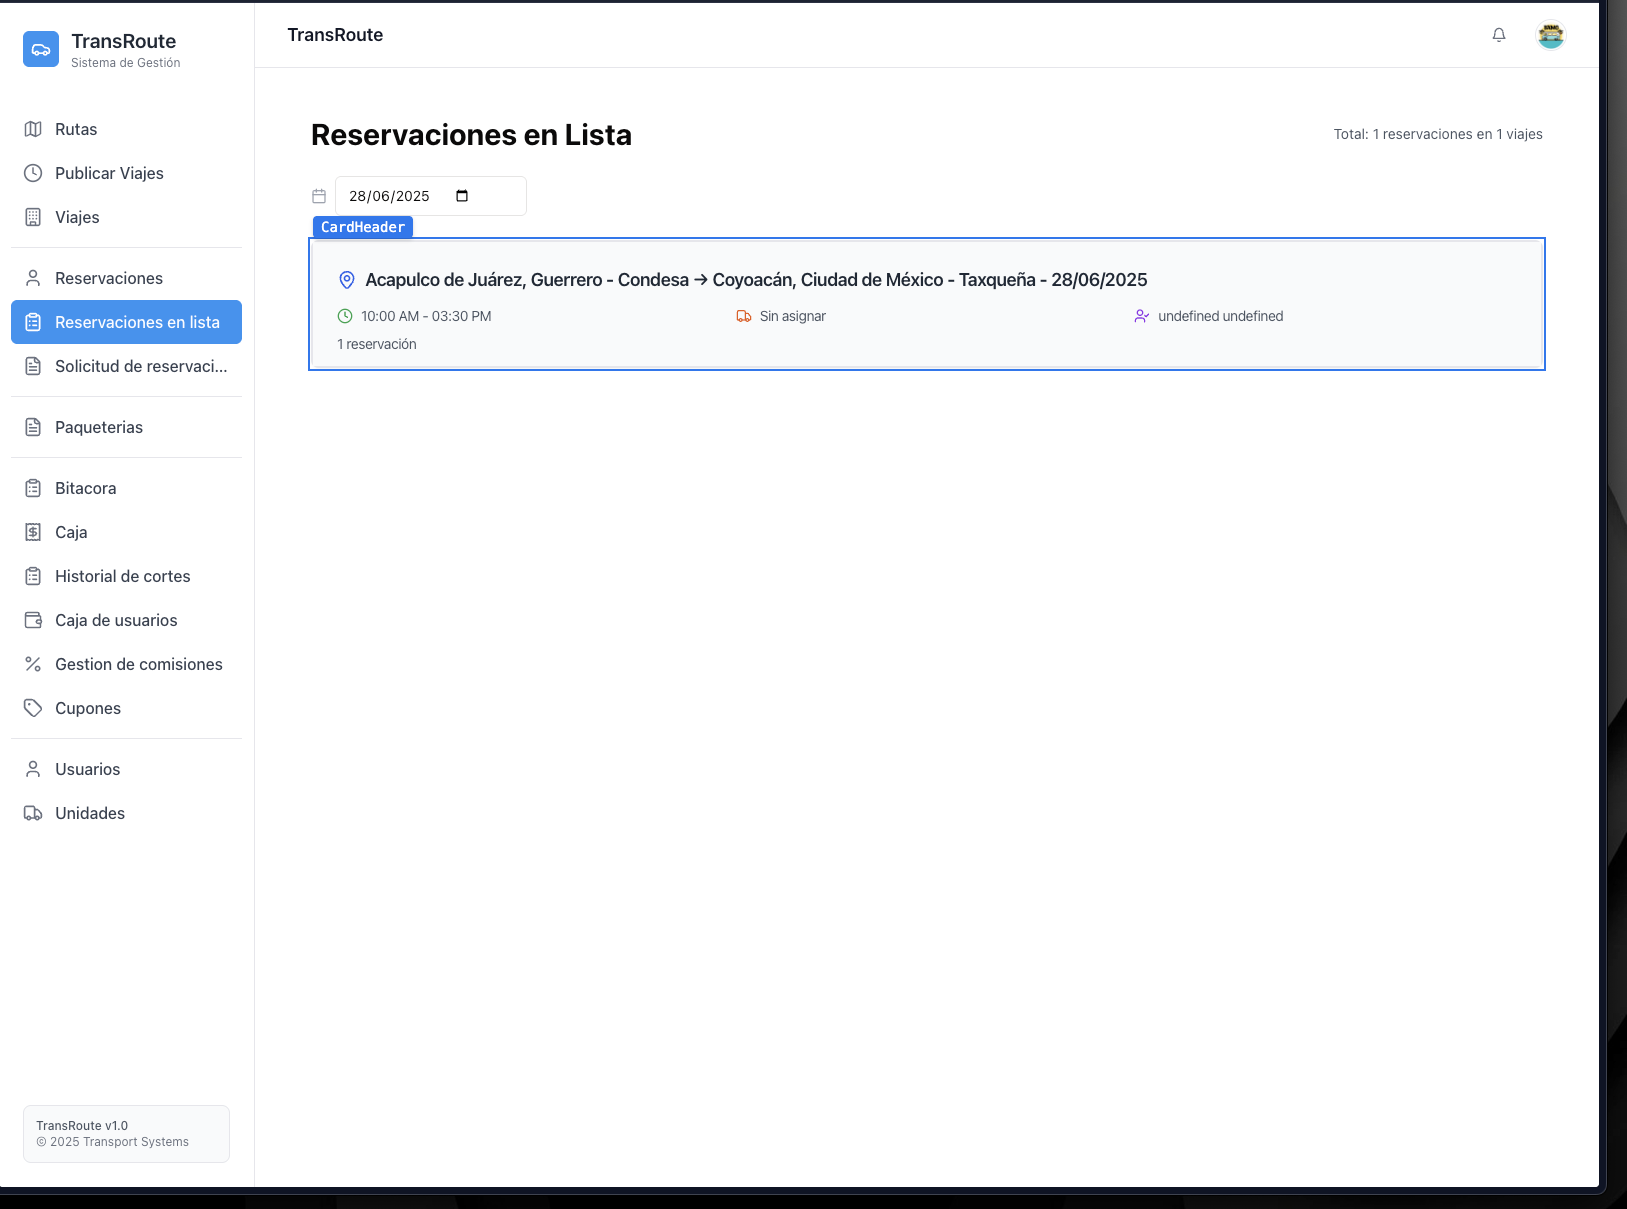 TransRoute
Sistema de Gestión
Rutas
Publicar Viajes
Viajes
Reservaciones
Reservaciones en lista
Solicitud de reservaci...
Paqueterias
Bitacora
Caja
Historial de cortes
Caja de usuarios
Gestion de comisiones
Cupones
Usuarios
Unidades
TransRoute v1.0
© 2025 Transport Systems
TransRoute
Reservaciones en Lista
Total: 1 reservaciones en 1 viajes
28/06/2025
CardHeader
Acapulco de Juárez, Guerrero - Condesa → Coyoacán, Ciudad de México - Taxqueña - 28/06/2025
10:00 AM - 03:30 PM
Sin asignar
undefined undefined
1 reservación